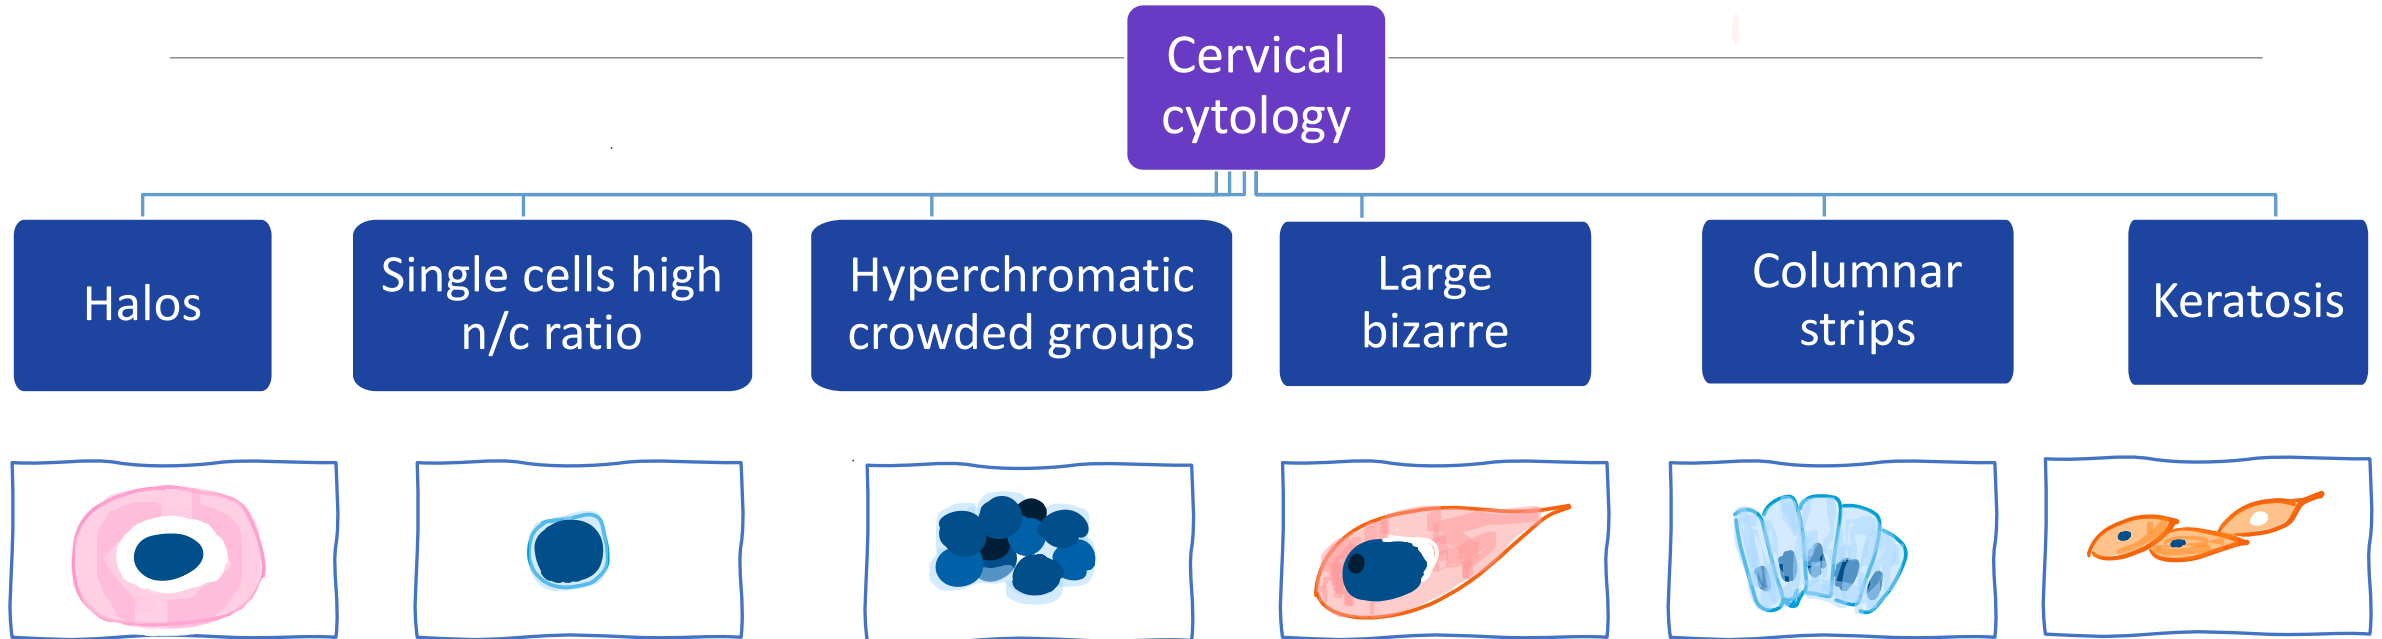 Cervical
cytology
Halos
Single cells high
n/c ratio
Hyperchromatic
crowded groups
Large
bizarre
Columnar
strips
Keratosis